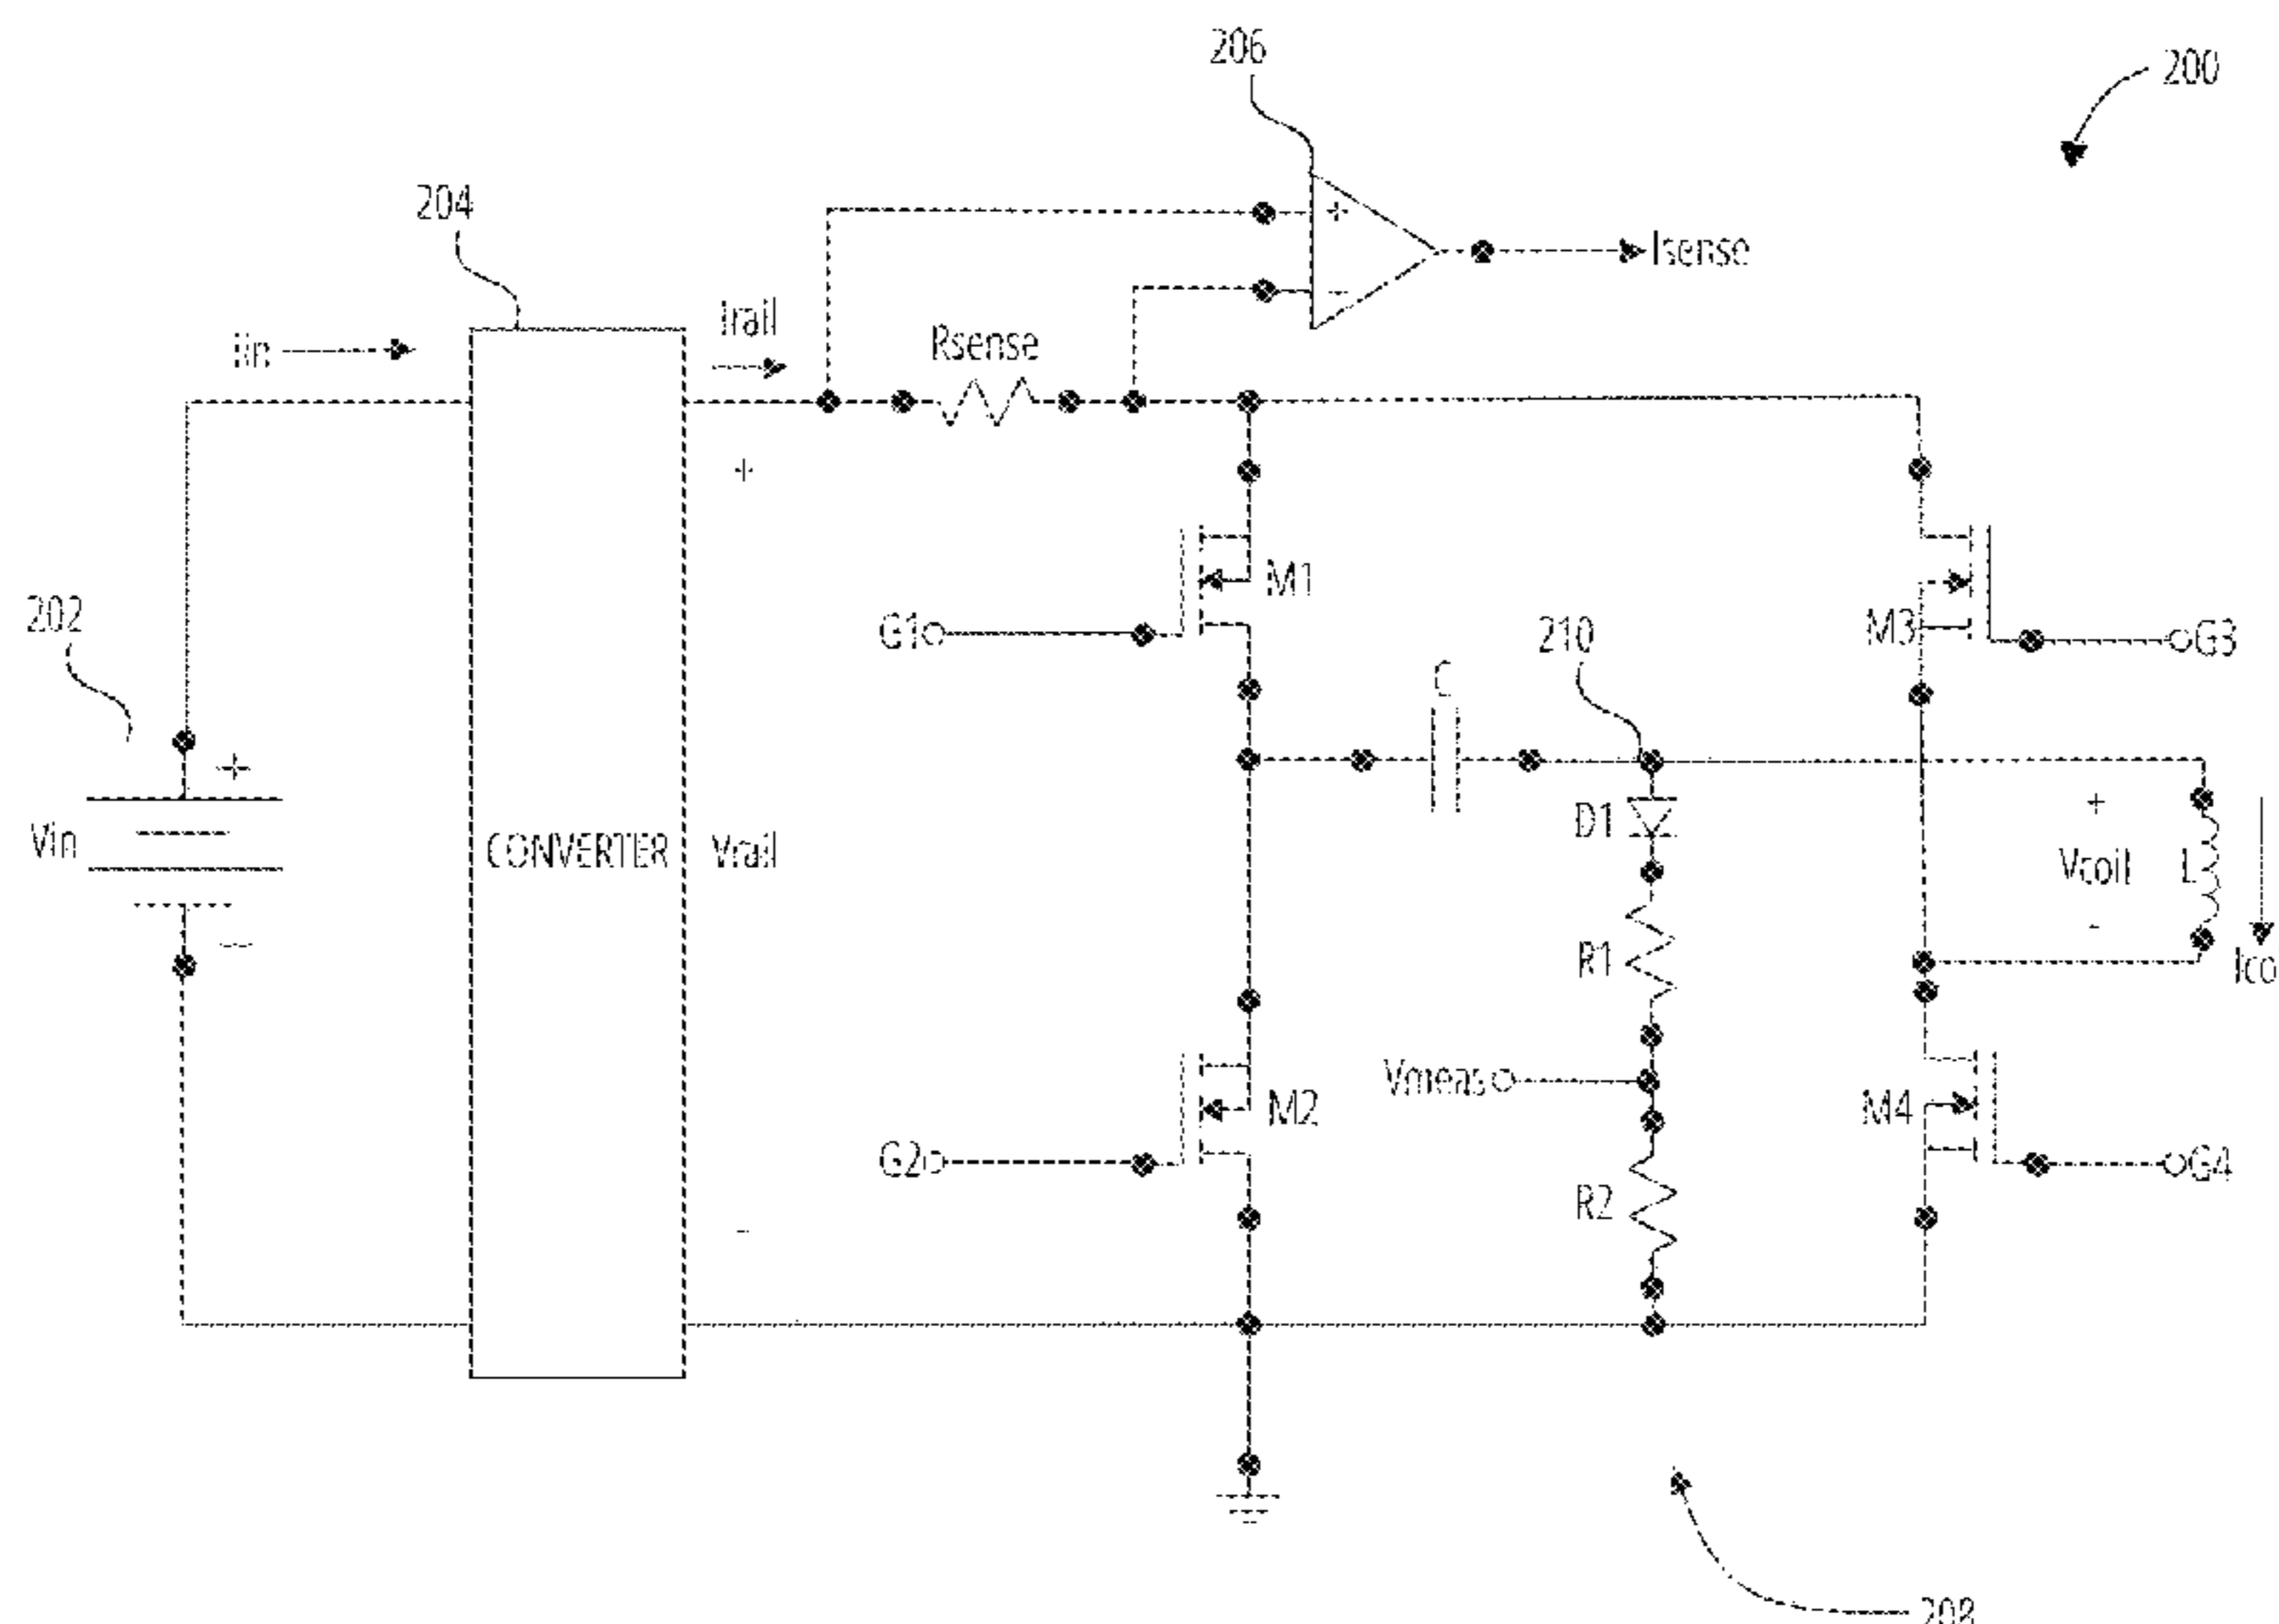 206
200
204
+
Isense
Irail
Iin
Rsense
−
+
M1
G1
M3
G3
202
210
C
+
Vin
CONVERTER
Vrail
D1
+
Vcoil
L
-
−
R1
Ico
Vmeas
M2
G2
M4
G4
R2
-
208